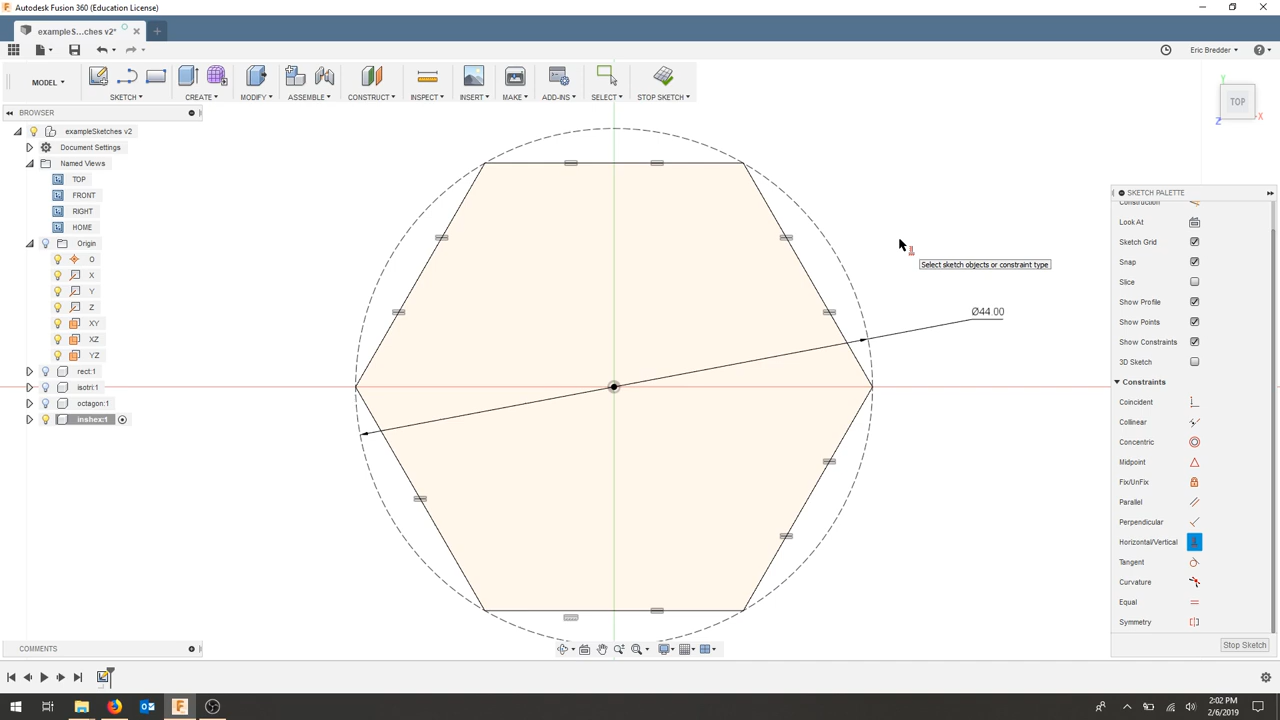 Autodesk Fusion 360 (Education License)
exampleS...ches v2*
Eric Bredder
MODEL
SKETCH
CREATE
MODIFY
ASSEMBLE
CONSTRUCT
INSPECT
INSERT
MAKE
ADD-INS
SELECT
STOP SKETCH
BROWSER
exampleSketches v2
Document Settings
Named Views
TOP
FRONT
RIGHT
HOME
Origin
O
X
Y
Z
XY
XZ
YZ
rect:1
isotri:1
octagon:1
inshex:1
Y
TOP
X
Z
Select sketch objects or constraint type
Ø44.00
SKETCH PALETTE
Construction
Look At
Sketch Grid
Snap
Slice
Show Profile
Show Points
Show Constraints
3D Sketch
Constraints
Coincident
Collinear
Concentric
Midpoint
Fix/UnFix
Parallel
Perpendicular
Horizontal/Vertical
Tangent
Curvature
Equal
Symmetry
Stop Sketch
COMMENTS
2:02 PM
2/6/2019